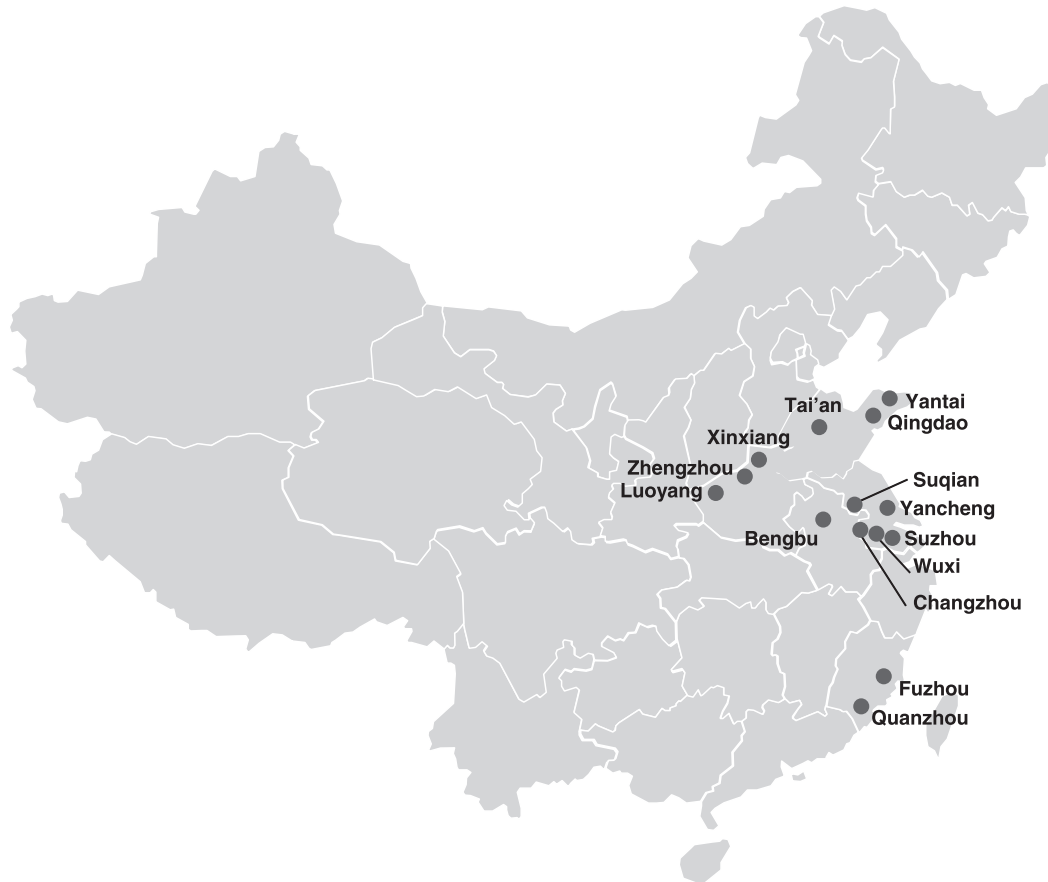 Tai’an
Yantai
Qingdao
Xinxiang
Zhengzhou
Luoyang
Suqian
Yancheng
Bengbu
Suzhou
Wuxi
Changzhou
Fuzhou
Quanzhou